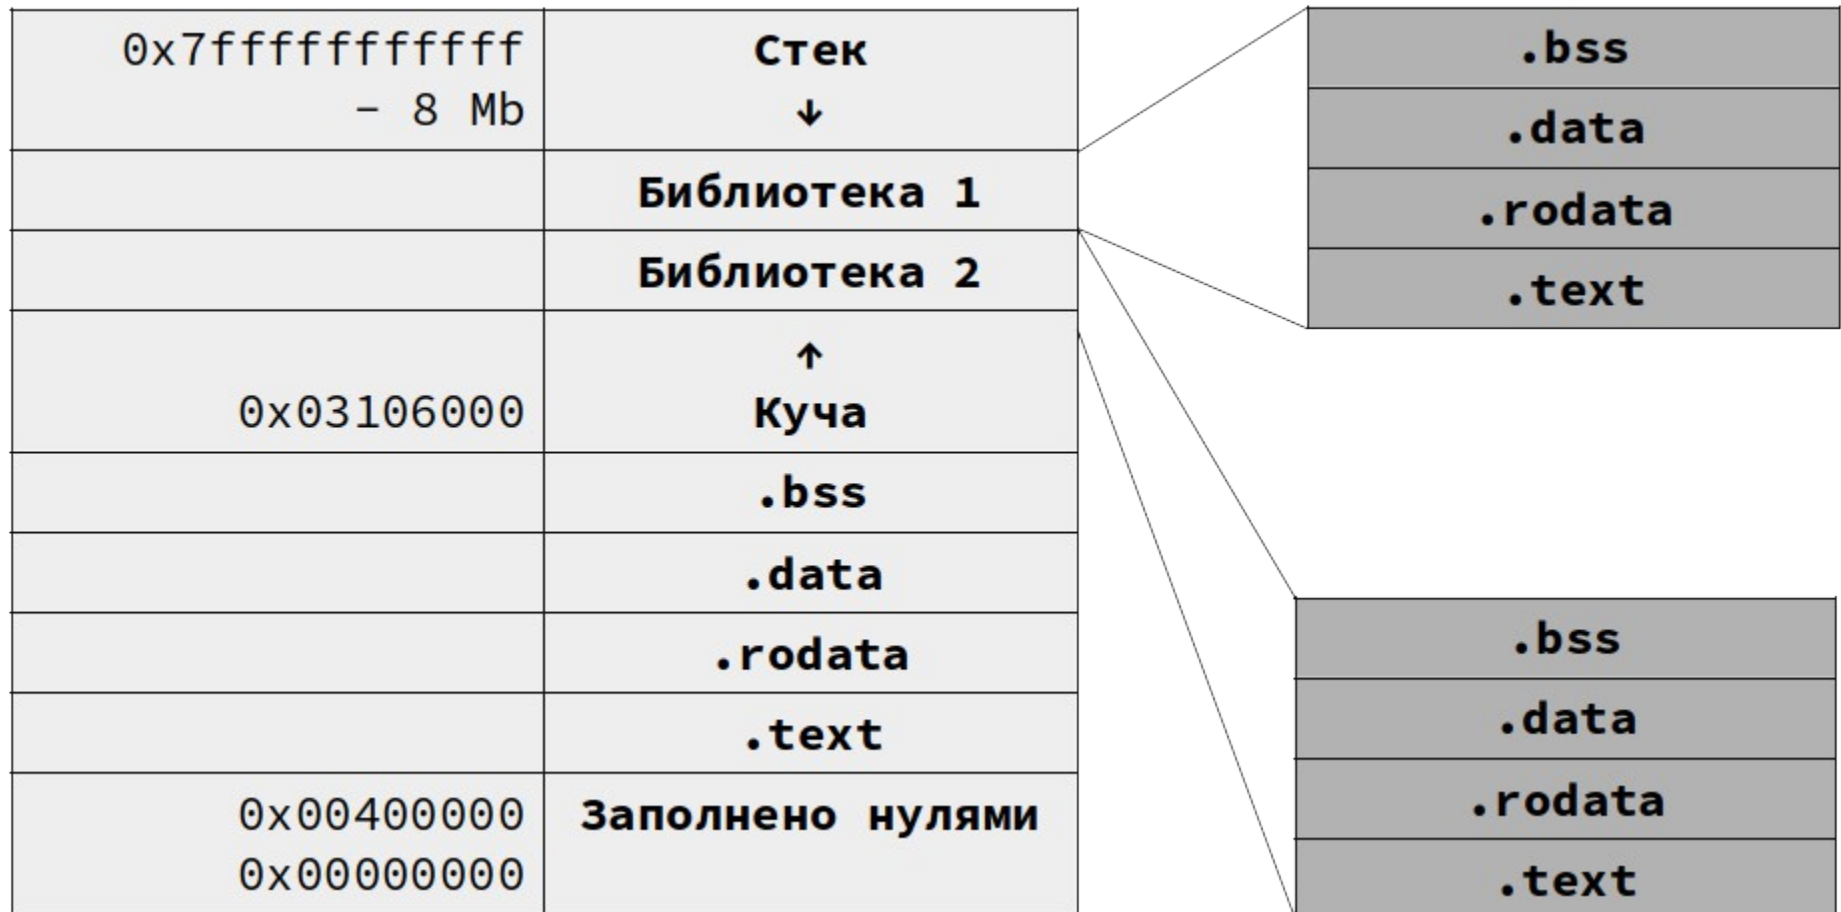 0x7fffffffffff
- 8 Mb
Стек
↓
Библиотека 1
Библиотека 2
↑
0x03106000
Куча
.bss
.data
.rodata
.text
0x00400000
Заполнено нулями
0x00000000
.bss
.data
.rodata
.text
.bss
.data
.rodata
.text